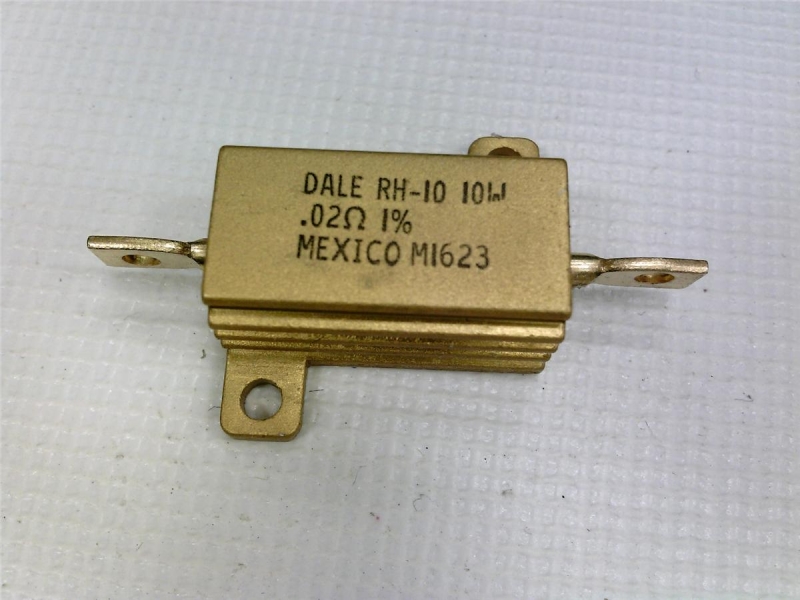 DALE RH-10 10W
.02Ω 1%
MEXICO M1623